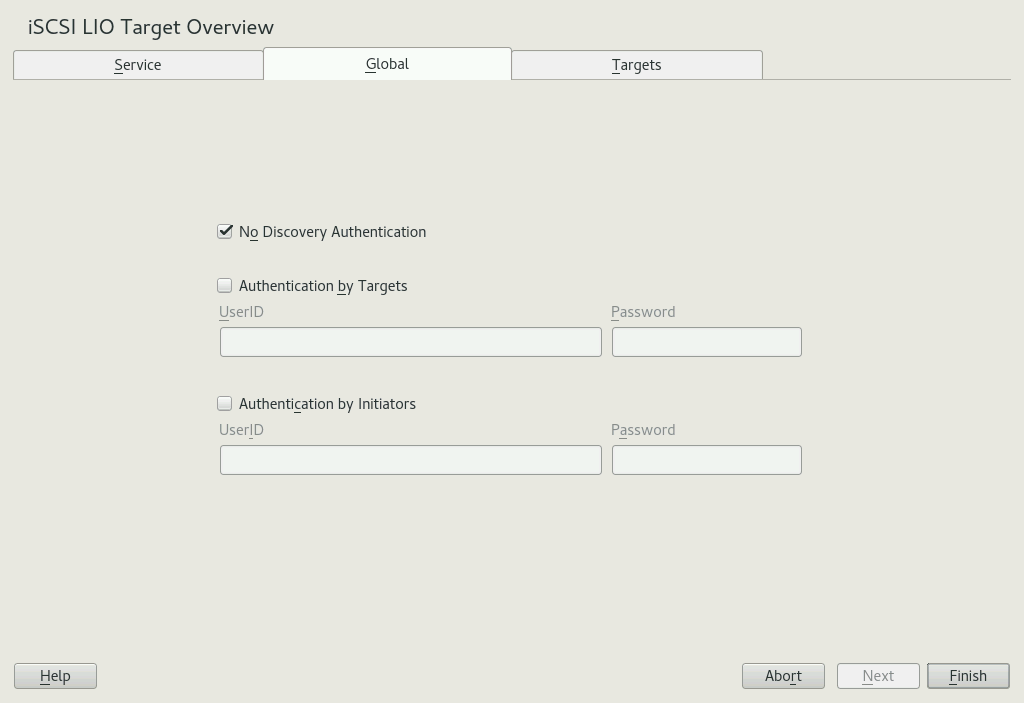 iSCSI LIO Target Overview
Service Global Targets
No Discovery Authentication
Authentication by Targets
UserID Password
Authentication by Initiators
UserID Password
Help Abort Next Finish